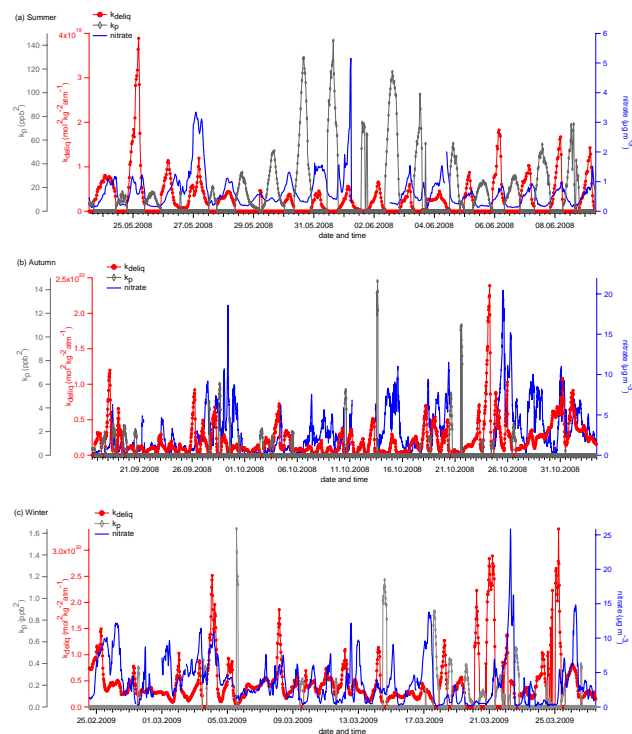 (a) Summer
k_deliq
k_p
nitrate
k_p (ppb^2)
k_deliq (mol^2 kg^-2 atm^-1)
nitrate (µg m^-3)
140
120
100
80
60
40
20
0
4x10^19
3
2
1
0
6
5
4
3
2
1
0
25.05.2008 27.05.2008 29.05.2008 31.05.2008 02.06.2008 04.06.2008 06.06.2008 08.06.2008
date and time
(b) Autumn
k_deliq
k_p
nitrate
k_p (ppb^2)
k_deliq (mol^2 kg^-2 atm^-1)
nitrate (µg m^-3)
14
12
10
8
6
4
2
0
2.5x10^20
2.0
1.5
1.0
0.5
0.0
20
15
10
5
0
21.09.2008 26.09.2008 01.10.2008 06.10.2008 11.10.2008 16.10.2008 21.10.2008 26.10.2008 31.10.2008
date and time
(c) Winter
k_deliq
k_p
nitrate
k_p (ppb^2)
k_deliq (mol^2 kg^-2 atm^-1)
nitrate (µg m^-3)
1.6
1.4
1.2
1.0
0.8
0.6
0.4
0.2
0.0
3.0x10^20
2.5
2.0
1.5
1.0
0.5
0.0
25
20
15
10
5
0
25.02.2009 01.03.2009 05.03.2009 09.03.2009 13.03.2009 17.03.2009 21.03.2009 25.03.2009
date and time